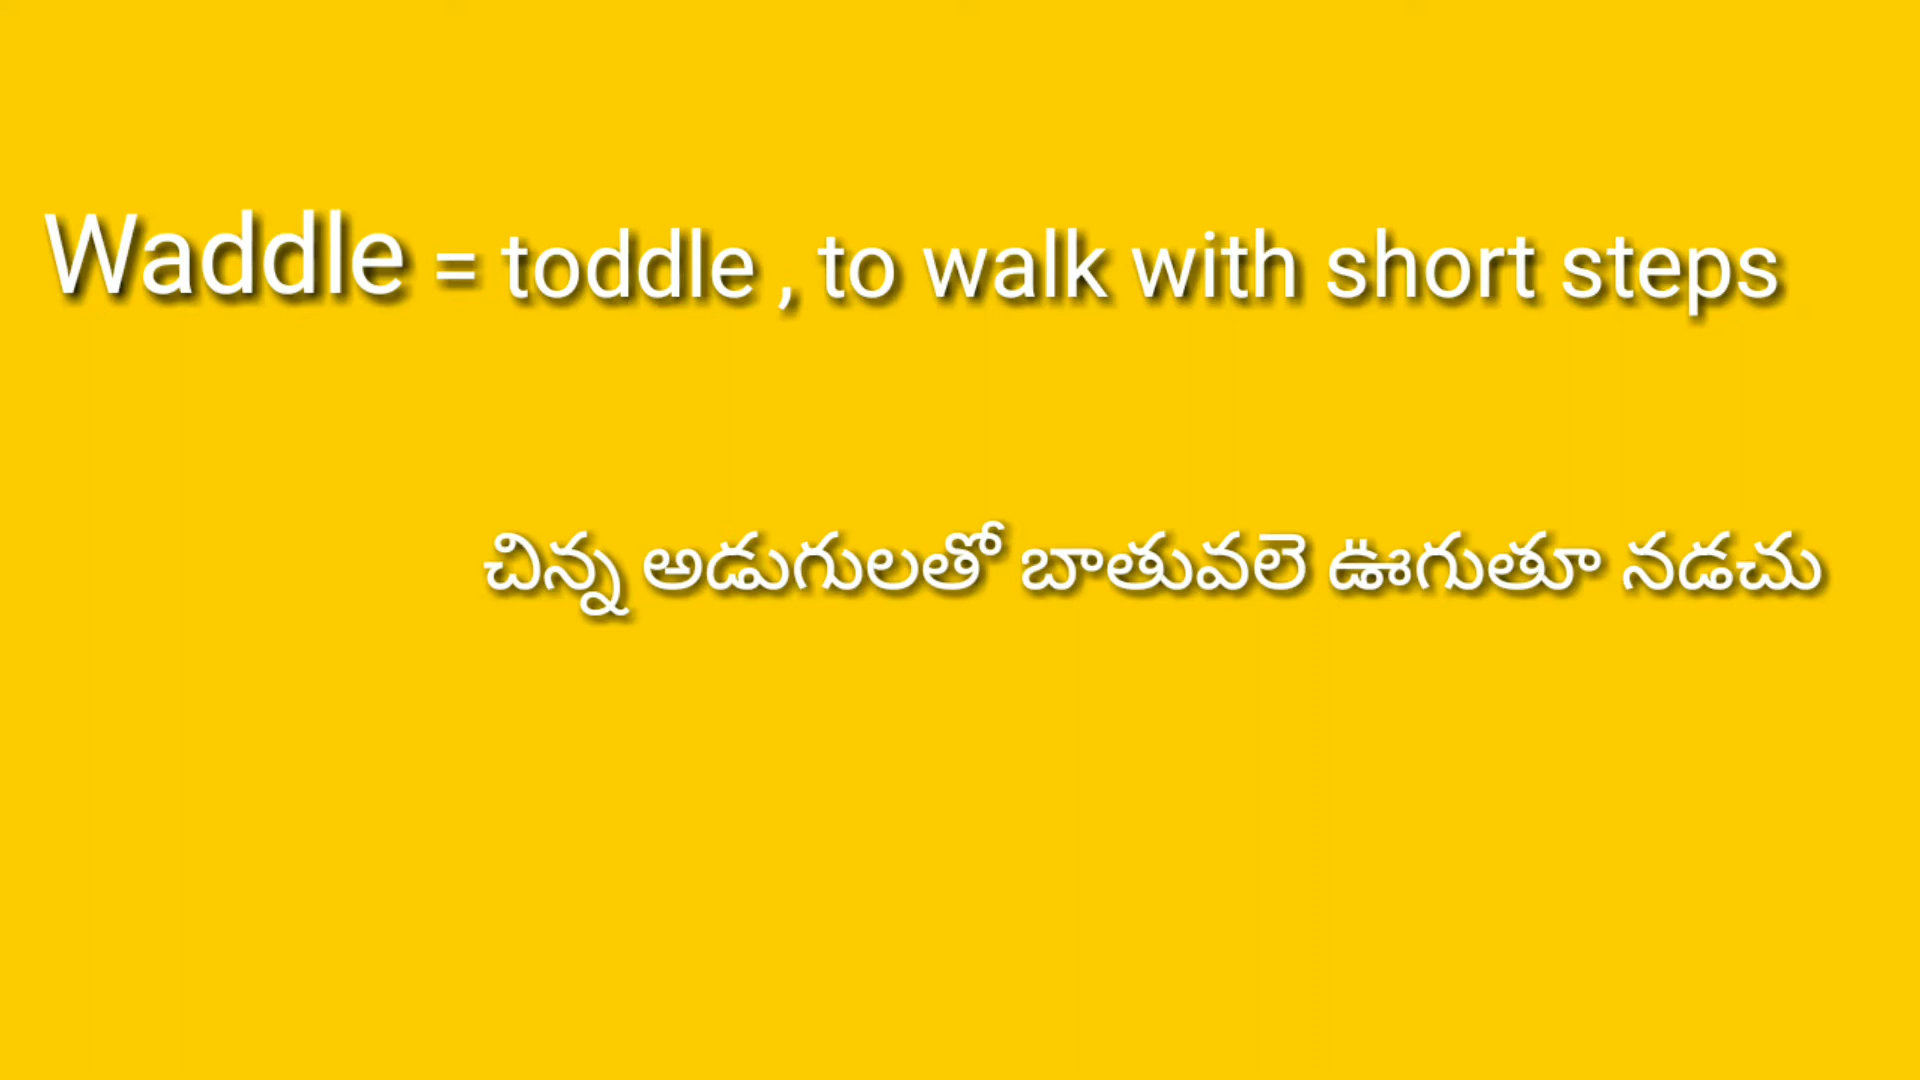 Waddle = toddle , to walk with short steps
చిన్న అడుగులతో బాతువలె ఊగుతూ నడచు